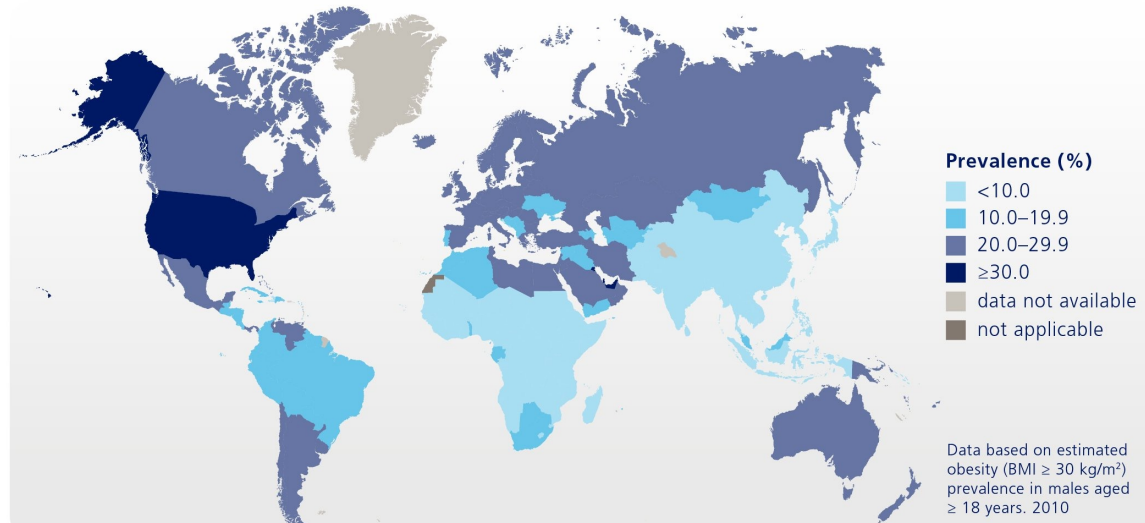 Prevalence (%)
<10.0
10.0–19.9
20.0–29.9
≥30.0
data not available
not applicable
Data based on estimated
obesity (BMI ≥ 30 kg/m²)
prevalence in males aged
≥ 18 years. 2010